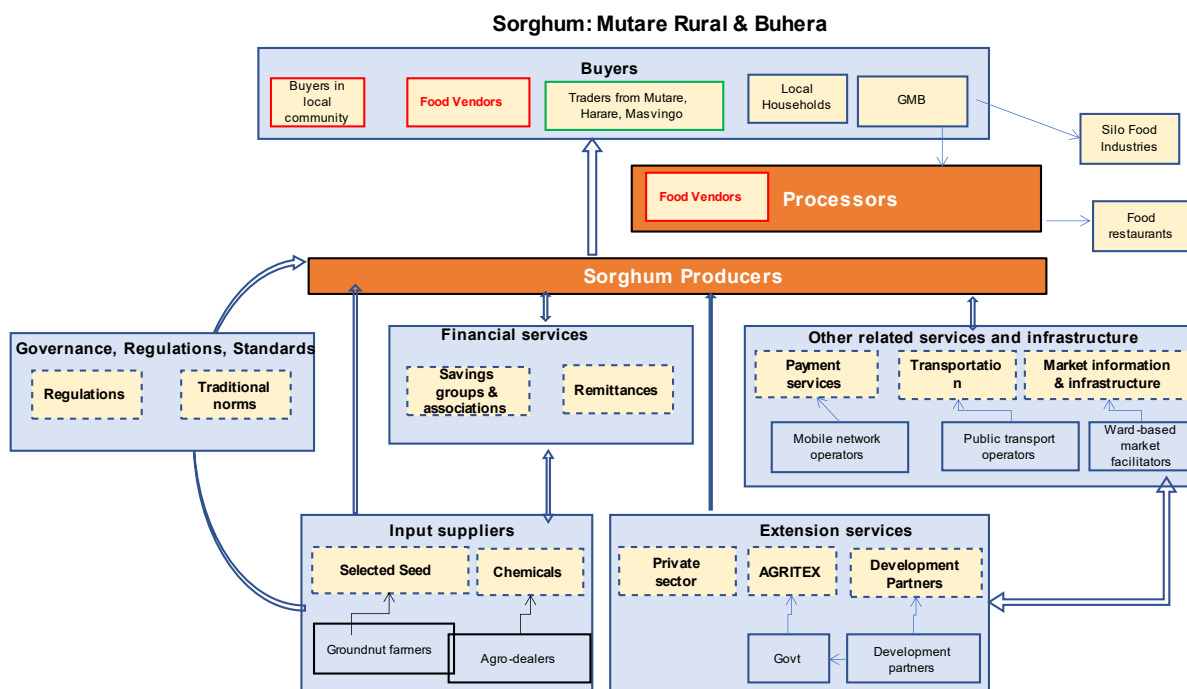 Sorghum: Mutare Rural & Buhera
Buyers
Buyers in
local
community
Food Vendors
Traders from Mutare,
Harare, Masvingo
Local
Households
GMB
Silo Food
Industries
Food Vendors
Processors
Food
restaurants
Sorghum Producers
Governance, Regulations, Standards
Regulations
Traditional
norms
Financial services
Savings
groups &
associations
Remittances
Other related services and infrastructure
Payment
services
Transportatio
n
Market information
& infrastructure
Mobile network
operators
Public transport
operators
Ward-based
market
facilitators
Input suppliers
Selected Seed
Chemicals
Groundnut farmers
Agro-dealers
Extension services
Private
sector
AGRITEX
Development
Partners
Govt
Development
partners